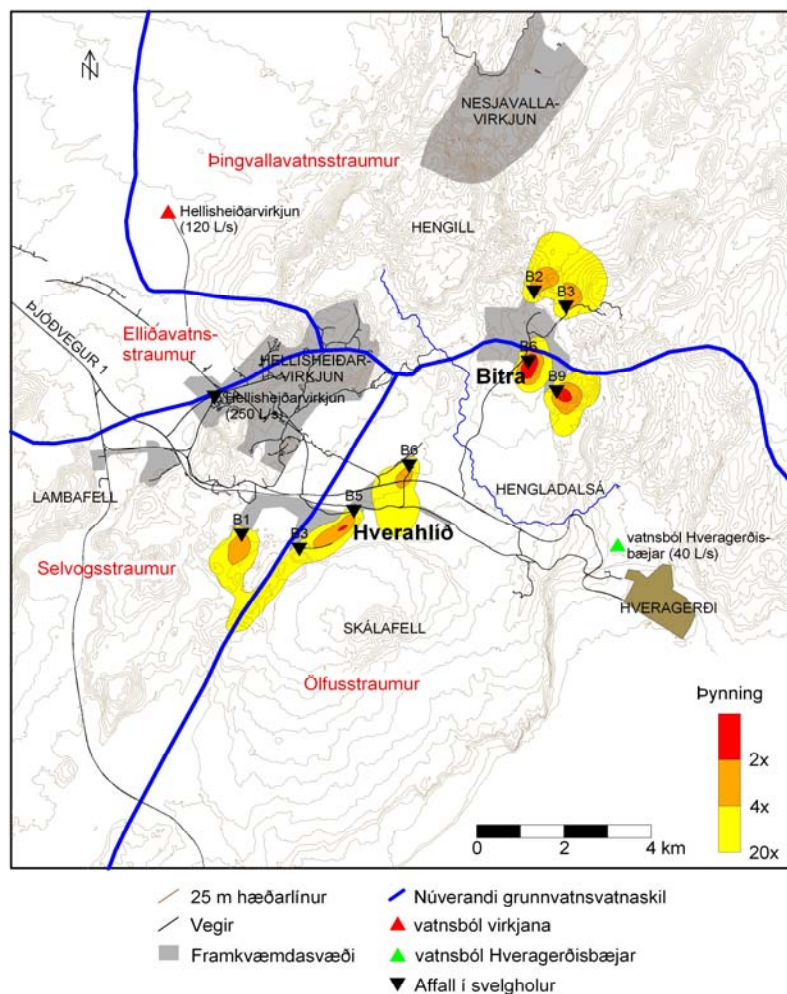 N
NESJAVALLA-
VIRKJUN
Þingvallavatnsstraumur
Hellisheiðarvirkjun
(120 L/s)
HENGILL
B2
B3
ÞJÓÐVEGUR 1
Elliðavatns-
straumur
HELLISHEIÐAR-
VIRKJUN
B6
Bitra
B9
Hellisheiðarvirkjun
(250 L/s)
B6
LAMBAFELL
HENGLADALSÁ
B5
B1
B3
Hverahlíð
vatnsból Hveragerðis-
bæjar (40 L/s)
Selvogsstraumur
HVERAGERÐI
SKÁLAFELL
Ölfusstraumur
Þynning
2x
4x
20x
0 2 4 km
25 m hæðarlínur
Vegir
Framkvæmdasvæði
Núverandi grunnvatnsvatnaskil
vatnsból virkjana
vatnsból Hveragerðisbæjar
Affall í svelgholur